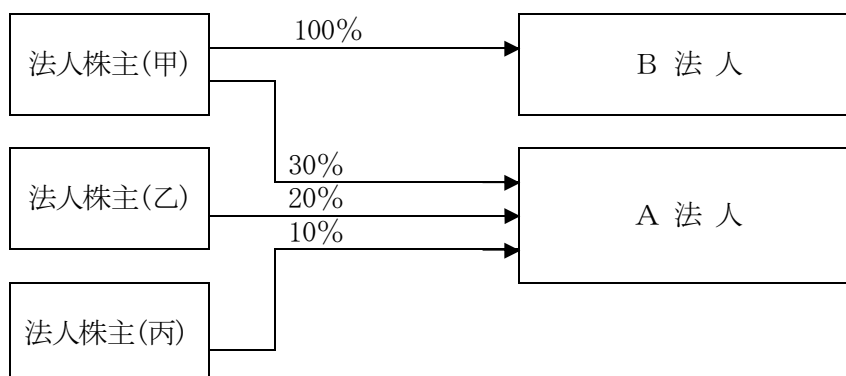 法人株主(甲)
100%
B 法 人
法人株主(乙)
30%
20%
10%
A 法 人
法人株主(丙)